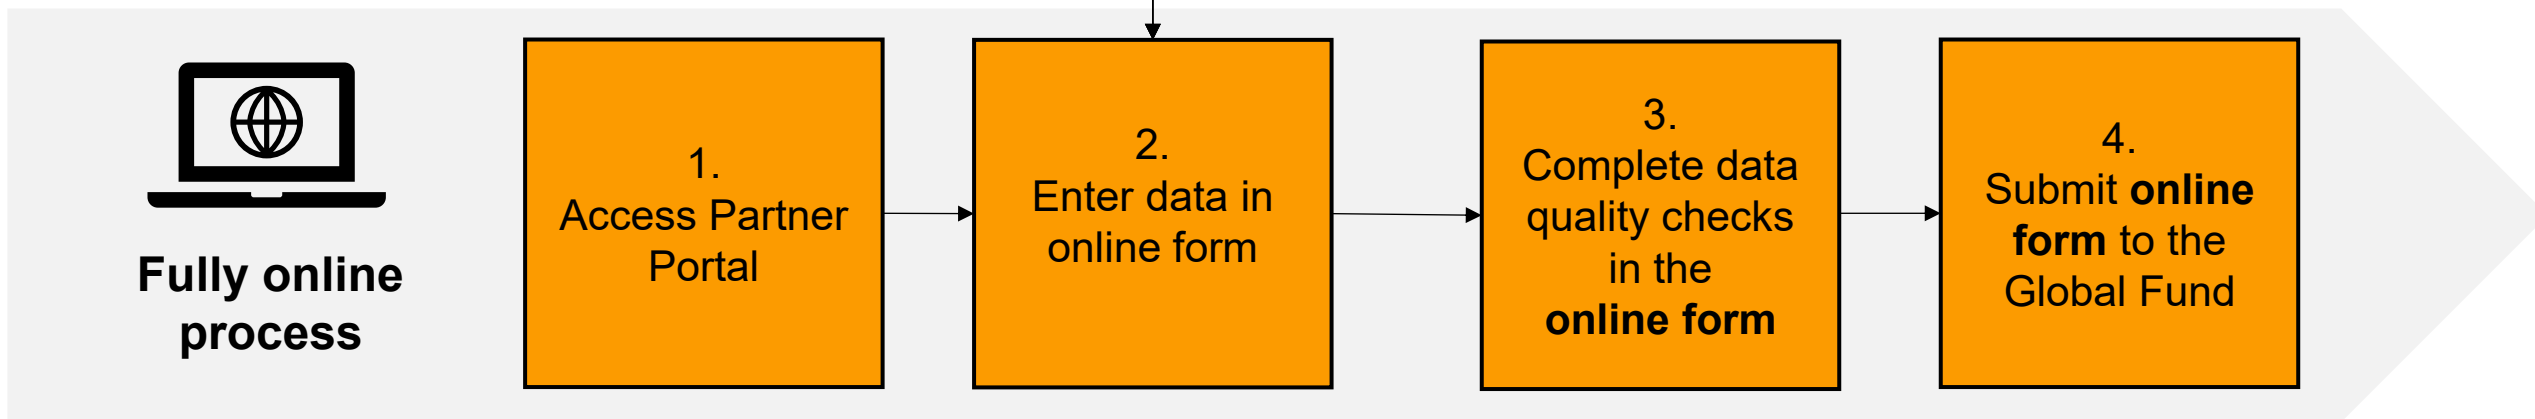 Fully online
process
1.
Access Partner
Portal
2.
Enter data in
online form
3.
Complete data
quality checks
in the
online form
4.
Submit online
form to the
Global Fund